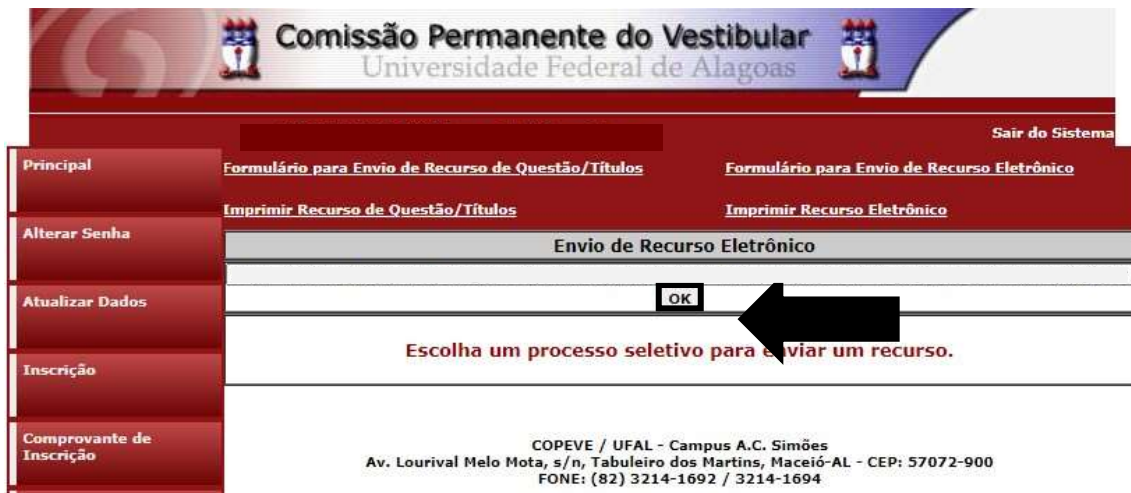 Comissão Permanente do Vestibular
Universidade Federal de Alagoas
Sair do Sistema
Principal
Formulário para Envio de Recurso de Questão/Títulos
Formulário para Envio de Recurso Eletrônico
Imprimir Recurso de Questão/Títulos
Imprimir Recurso Eletrônico
Alterar Senha
Envio de Recurso Eletrônico
Atualizar Dados
OK
Escolha um processo seletivo para enviar um recurso.
Inscrição
Comprovante de
Inscrição
COPEVE / UFAL - Campus A.C. Simões
Av. Lourival Melo Mota, s/n, Tabuleiro dos Martins, Maceió-AL - CEP: 57072-900
FONE: (82) 3214-1692 / 3214-1694